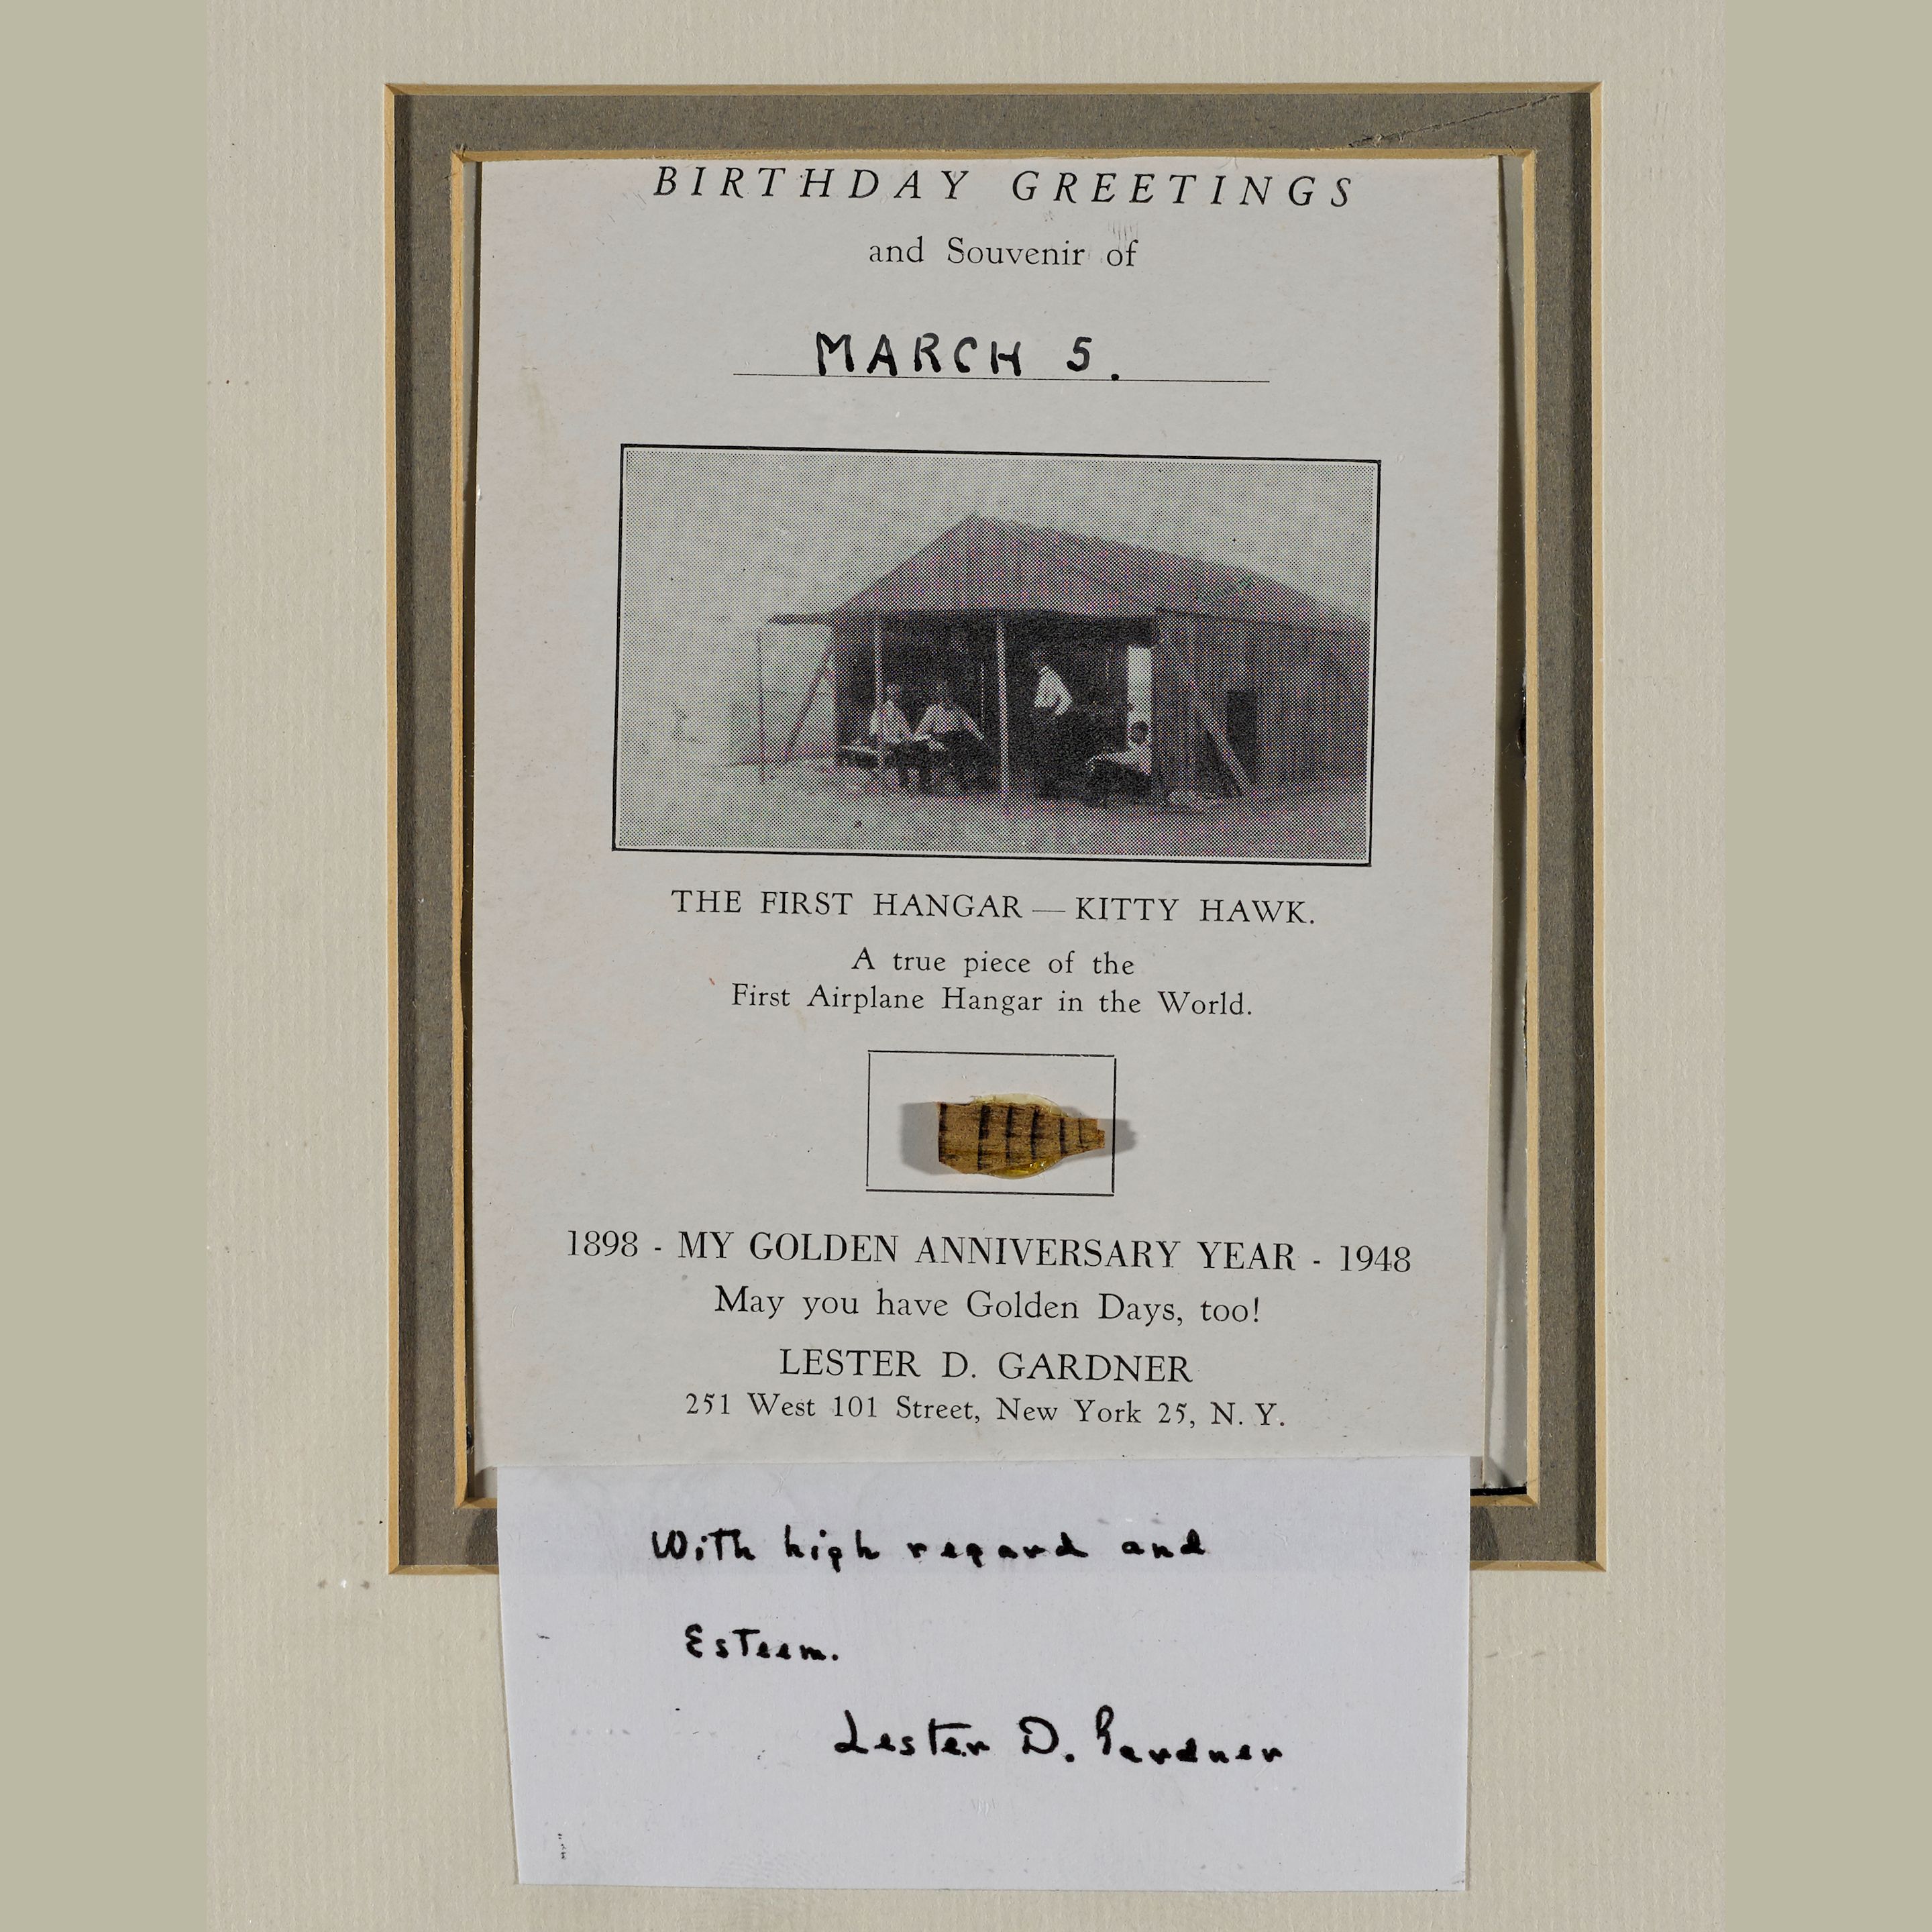 BIRTHDAY GREETINGS
and Souvenir of
MARCH 5.
THE FIRST HANGAR — KITTY HAWK.
A true piece of the
First Airplane Hangar in the World.
1898 - MY GOLDEN ANNIVERSARY YEAR - 1948
May you have Golden Days, too!
LESTER D. GARDNER
251 West 101 Street, New York 25, N. Y.
With high regard and
Esteem.
Lester D. Gardner